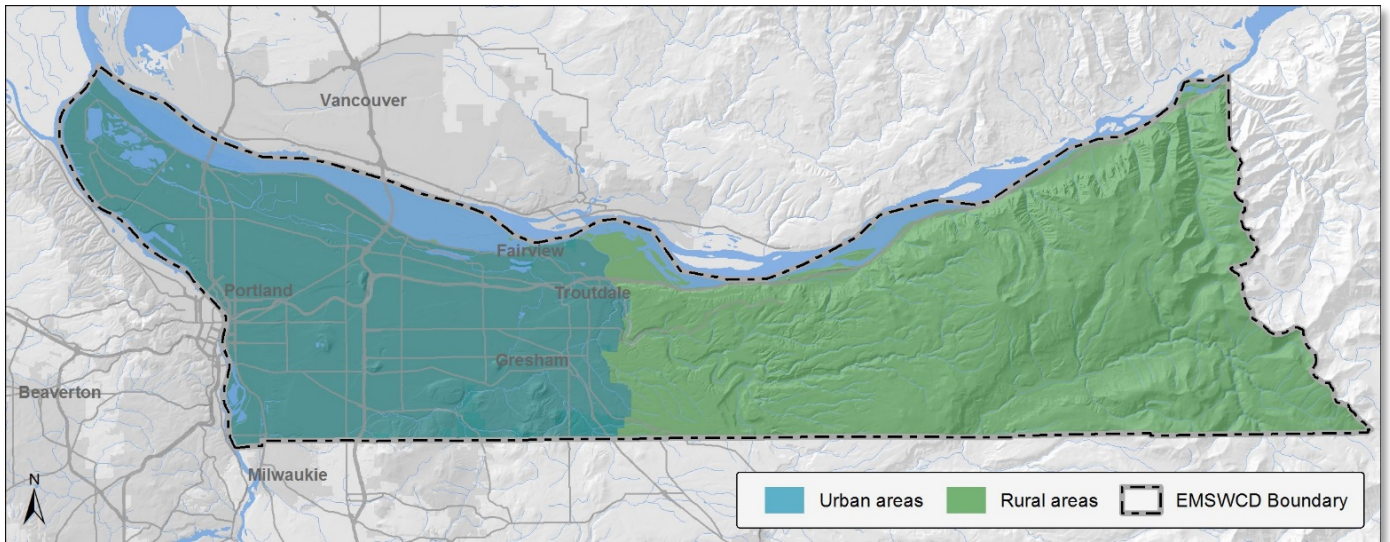 Vancouver
Fairview
Portland
Troutdale
Gresham
Beaverton
Milwaukie
N
Urban areas
Rural areas
EMSWCD Boundary